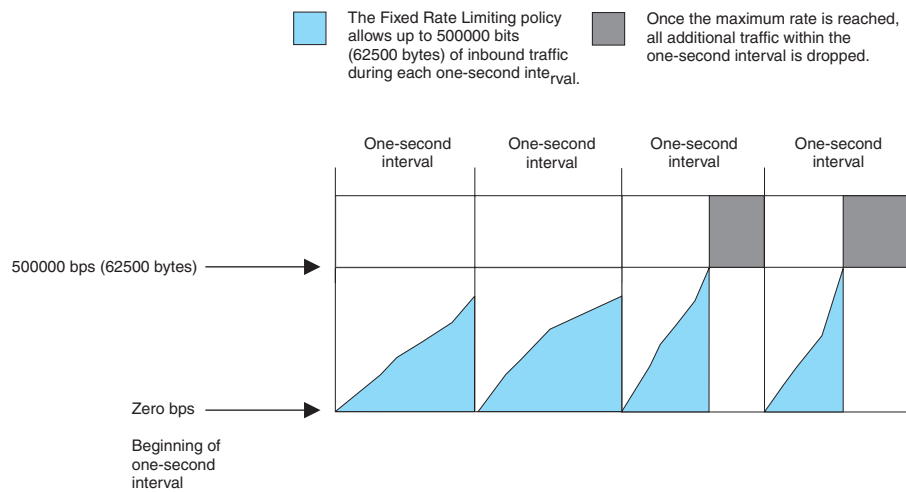 The Fixed Rate Limiting policy
allows up to 500000 bits
(62500 bytes) of inbound traffic
during each one-second interval.
Once the maximum rate is reached,
all additional traffic within the
one-second interval is dropped.
One-second
interval
One-second
interval
One-second
interval
One-second
interval
500000 bps (62500 bytes)
Zero bps
Beginning of
one-second
interval